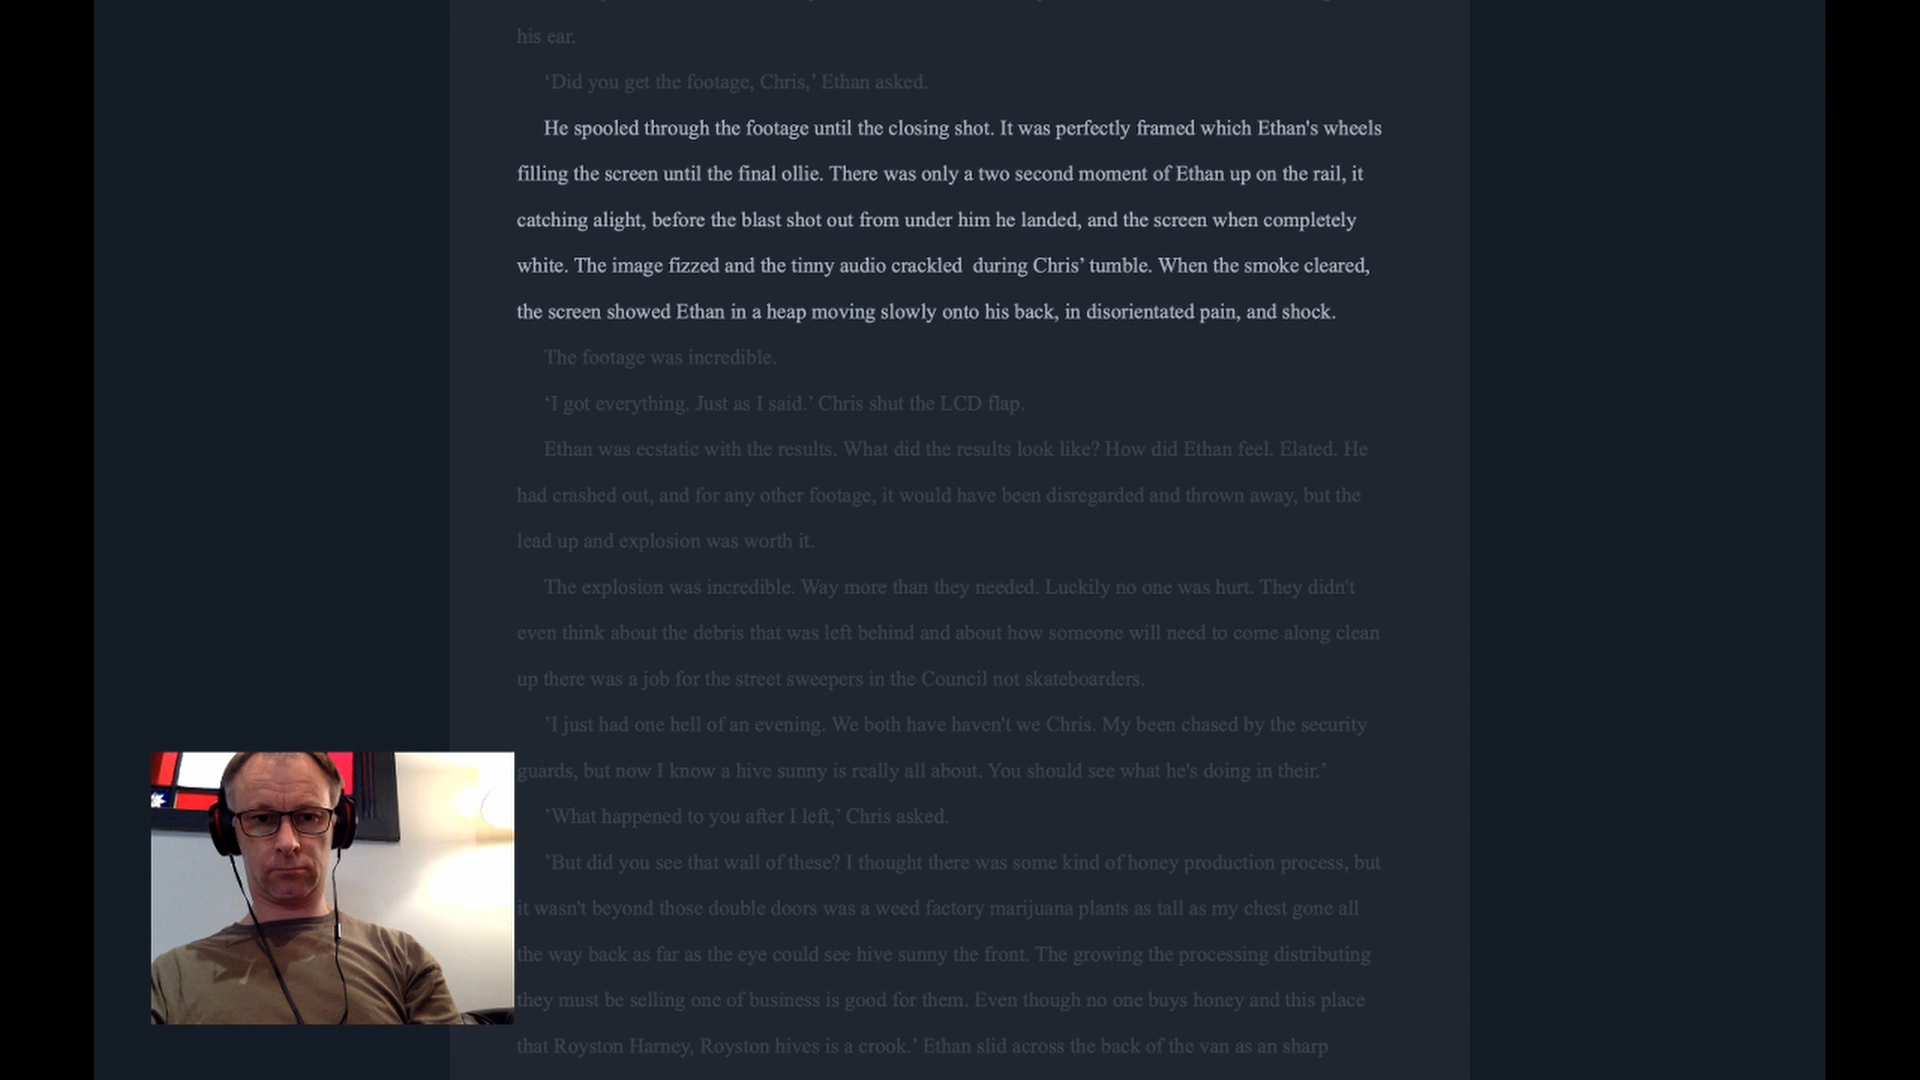 his ear.
‘Did you get the footage, Chris,’ Ethan asked.
He spooled through the footage until the closing shot. It was perfectly framed which Ethan's wheels
filling the screen until the final ollie. There was only a two second moment of Ethan up on the rail, it
catching alight, before the blast shot out from under him he landed, and the screen when completely
white. The image fizzed and the tinny audio crackled  during Chris’ tumble. When the smoke cleared,
the screen showed Ethan in a heap moving slowly onto his back, in disorientated pain, and shock.
The footage was incredible.
‘I got everything. Just as I said.’ Chris shut the LCD flap.
Ethan was ecstatic with the results. What did the results look like? How did Ethan feel. Elated. He
had crashed out, and for any other footage, it would have been disregarded and thrown away, but the
lead up and explosion was worth it.
The explosion was incredible. Way more than they needed. Luckily no one was hurt. They didn't
even think about the debris that was left behind and about how someone will need to come along clean
up there was a job for the street sweepers in the Council not skateboarders.
’I just had one hell of an evening. We both have haven't we Chris. My been chased by the security
guards, but now I know a hive sunny is really all about. You should see what he's doing in their.’
’What happened to you after I left,’ Chris asked.
’But did you see that wall of these? I thought there was some kind of honey production process, but
it wasn't beyond those double doors was a weed factory marijuana plants as tall as my chest gone all
the way back as far as the eye could see hive sunny the front. The growing the processing distributing
they must be selling one of business is good for them. Even though no one buys honey and this place
that Royston Harney, Royston hives is a crook.’ Ethan slid across the back of the van as an sharp